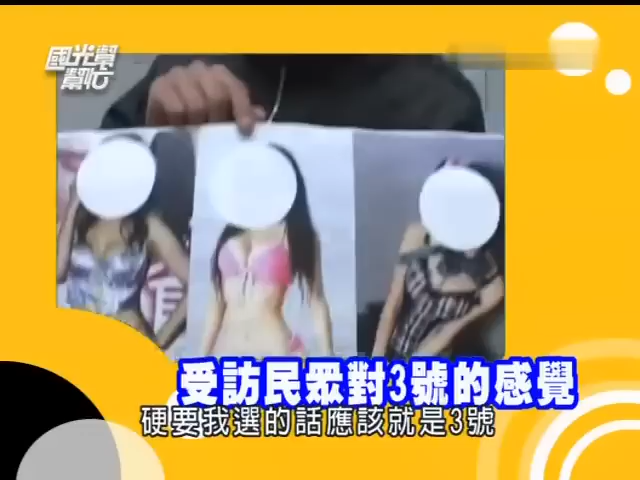 國光幫
幫忙
受訪民眾對3號的感覺
硬要我選的話應該就是3號